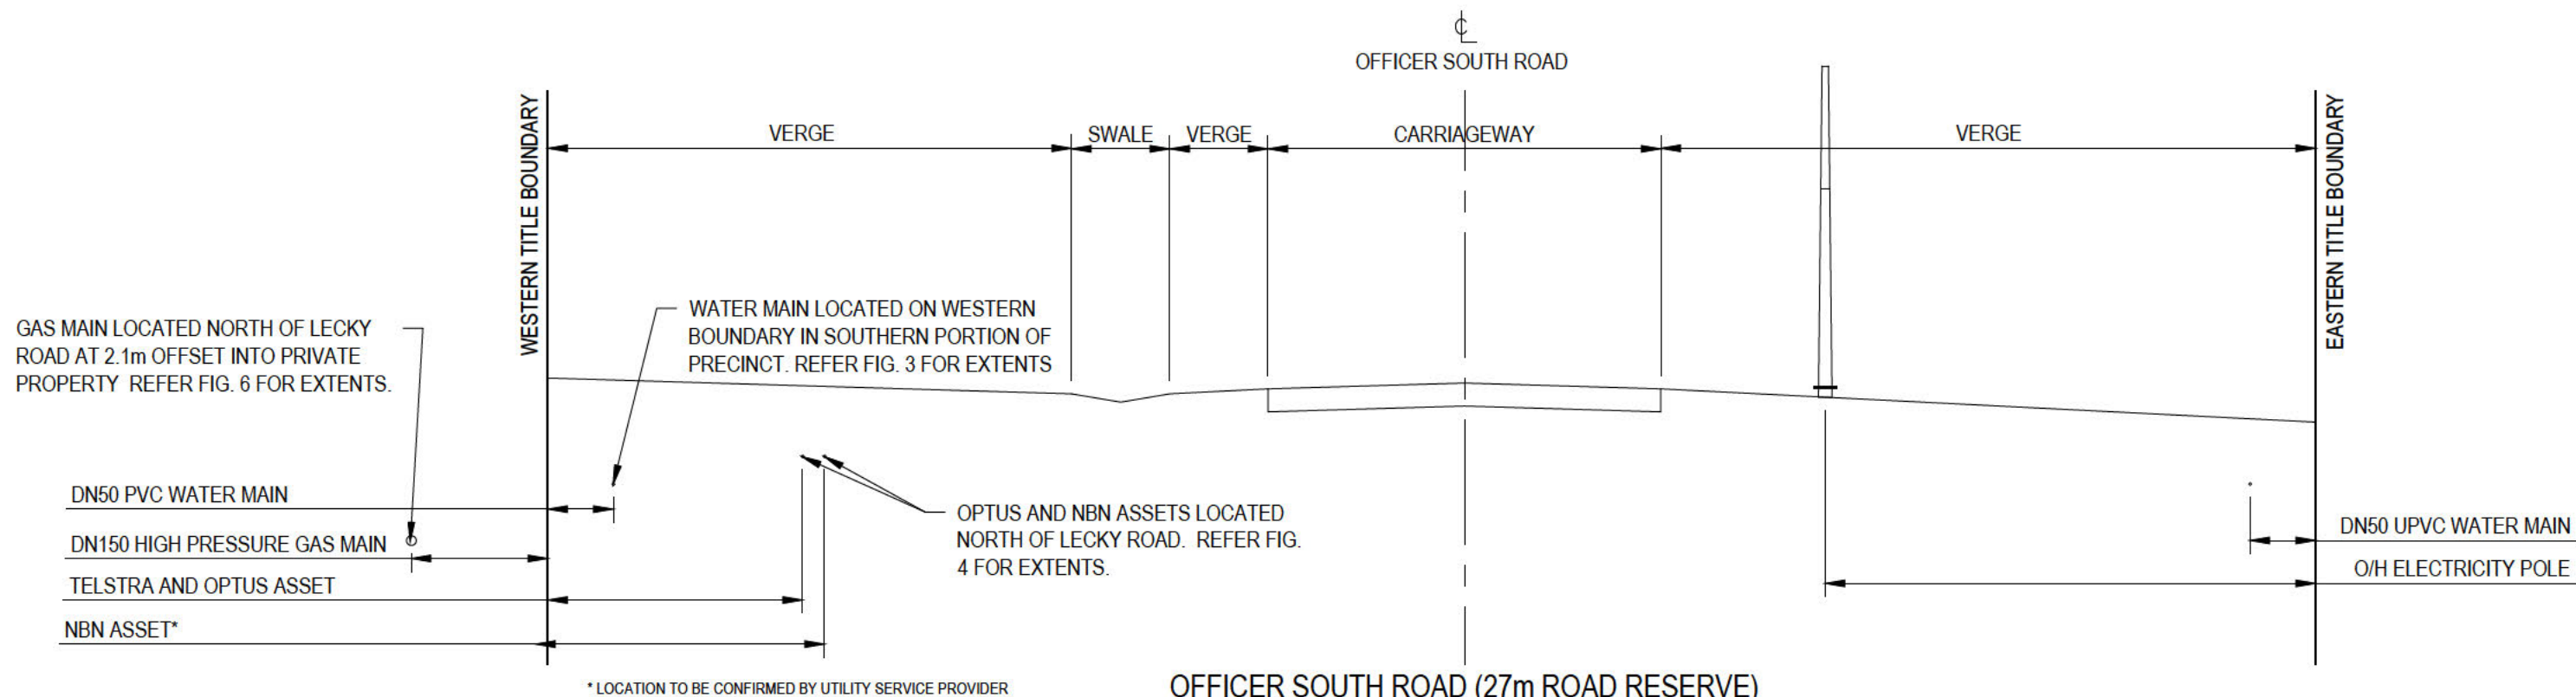 ℄
OFFICER SOUTH ROAD
WESTERN TITLE BOUNDARY
VERGE
SWALE
VERGE
CARRIAGEWAY
VERGE
EASTERN TITLE BOUNDARY
GAS MAIN LOCATED NORTH OF LECKY
ROAD AT 2.1m OFFSET INTO PRIVATE
PROPERTY REFER FIG. 6 FOR EXTENTS.
WATER MAIN LOCATED ON WESTERN
BOUNDARY IN SOUTHERN PORTION OF
PRECINCT. REFER FIG. 3 FOR EXTENTS
DN50 PVC WATER MAIN
DN150 HIGH PRESSURE GAS MAIN
TELSTRA AND OPTUS ASSET
NBN ASSET*
OPTUS AND NBN ASSETS LOCATED
NORTH OF LECKY ROAD. REFER FIG.
4 FOR EXTENTS.
DN50 UPVC WATER MAIN
O/H ELECTRICITY POLE
* LOCATION TO BE CONFIRMED BY UTILITY SERVICE PROVIDER
OFFICER SOUTH ROAD (27m ROAD RESERVE)